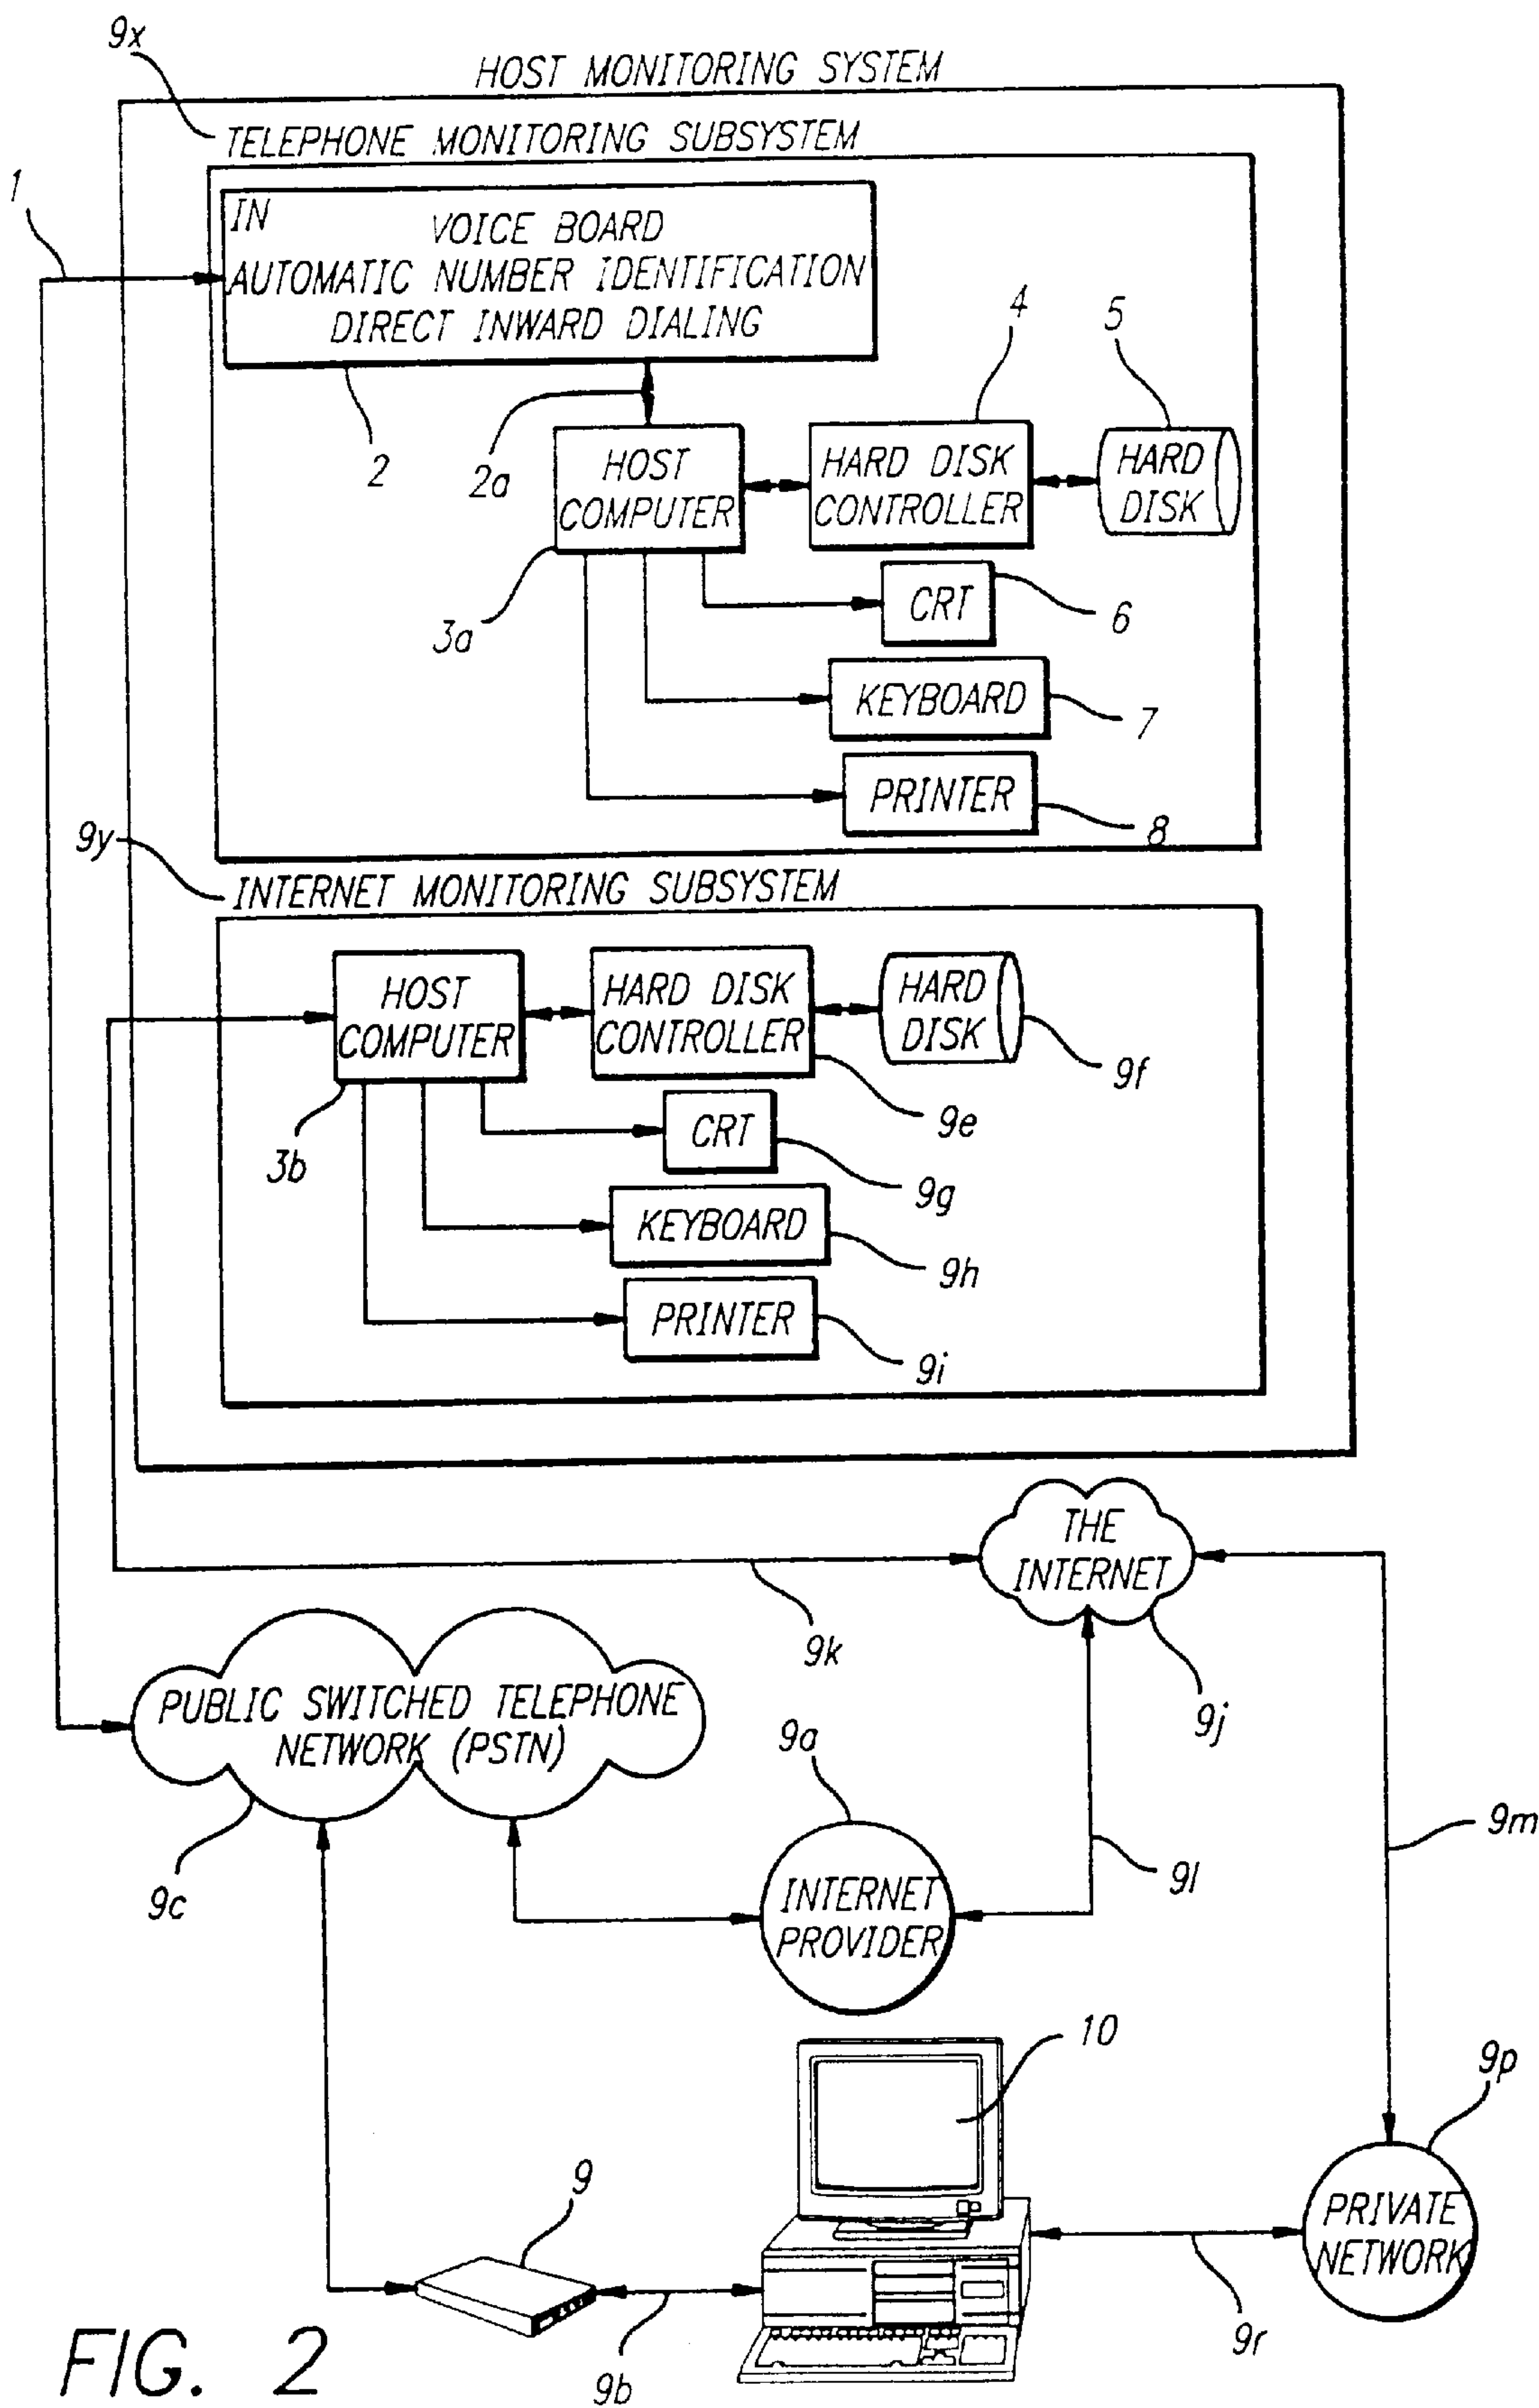 9x
HOST MONITORING SYSTEM
TELEPHONE MONITORING SUBSYSTEM
1
IN
VOICE BOARD
AUTOMATIC NUMBER IDENTIFICATION
DIRECT INWARD DIALING
2
2a
4
5
HOST
COMPUTER
HARD DISK
CONTROLLER
HARD
DISK
3a
CRT
6
KEYBOARD
7
PRINTER
8
9y
INTERNET MONITORING SUBSYSTEM
HOST
COMPUTER
HARD DISK
CONTROLLER
HARD
DISK
9f
9e
3b
CRT
9g
KEYBOARD
9h
PRINTER
9i
THE
INTERNET
9k
9j
PUBLIC SWITCHED TELEPHONE
NETWORK (PSTN)
9c
9a
INTERNET
PROVIDER
9l
9m
10
9p
PRIVATE
NETWORK
9
9b
9r
FIG. 2